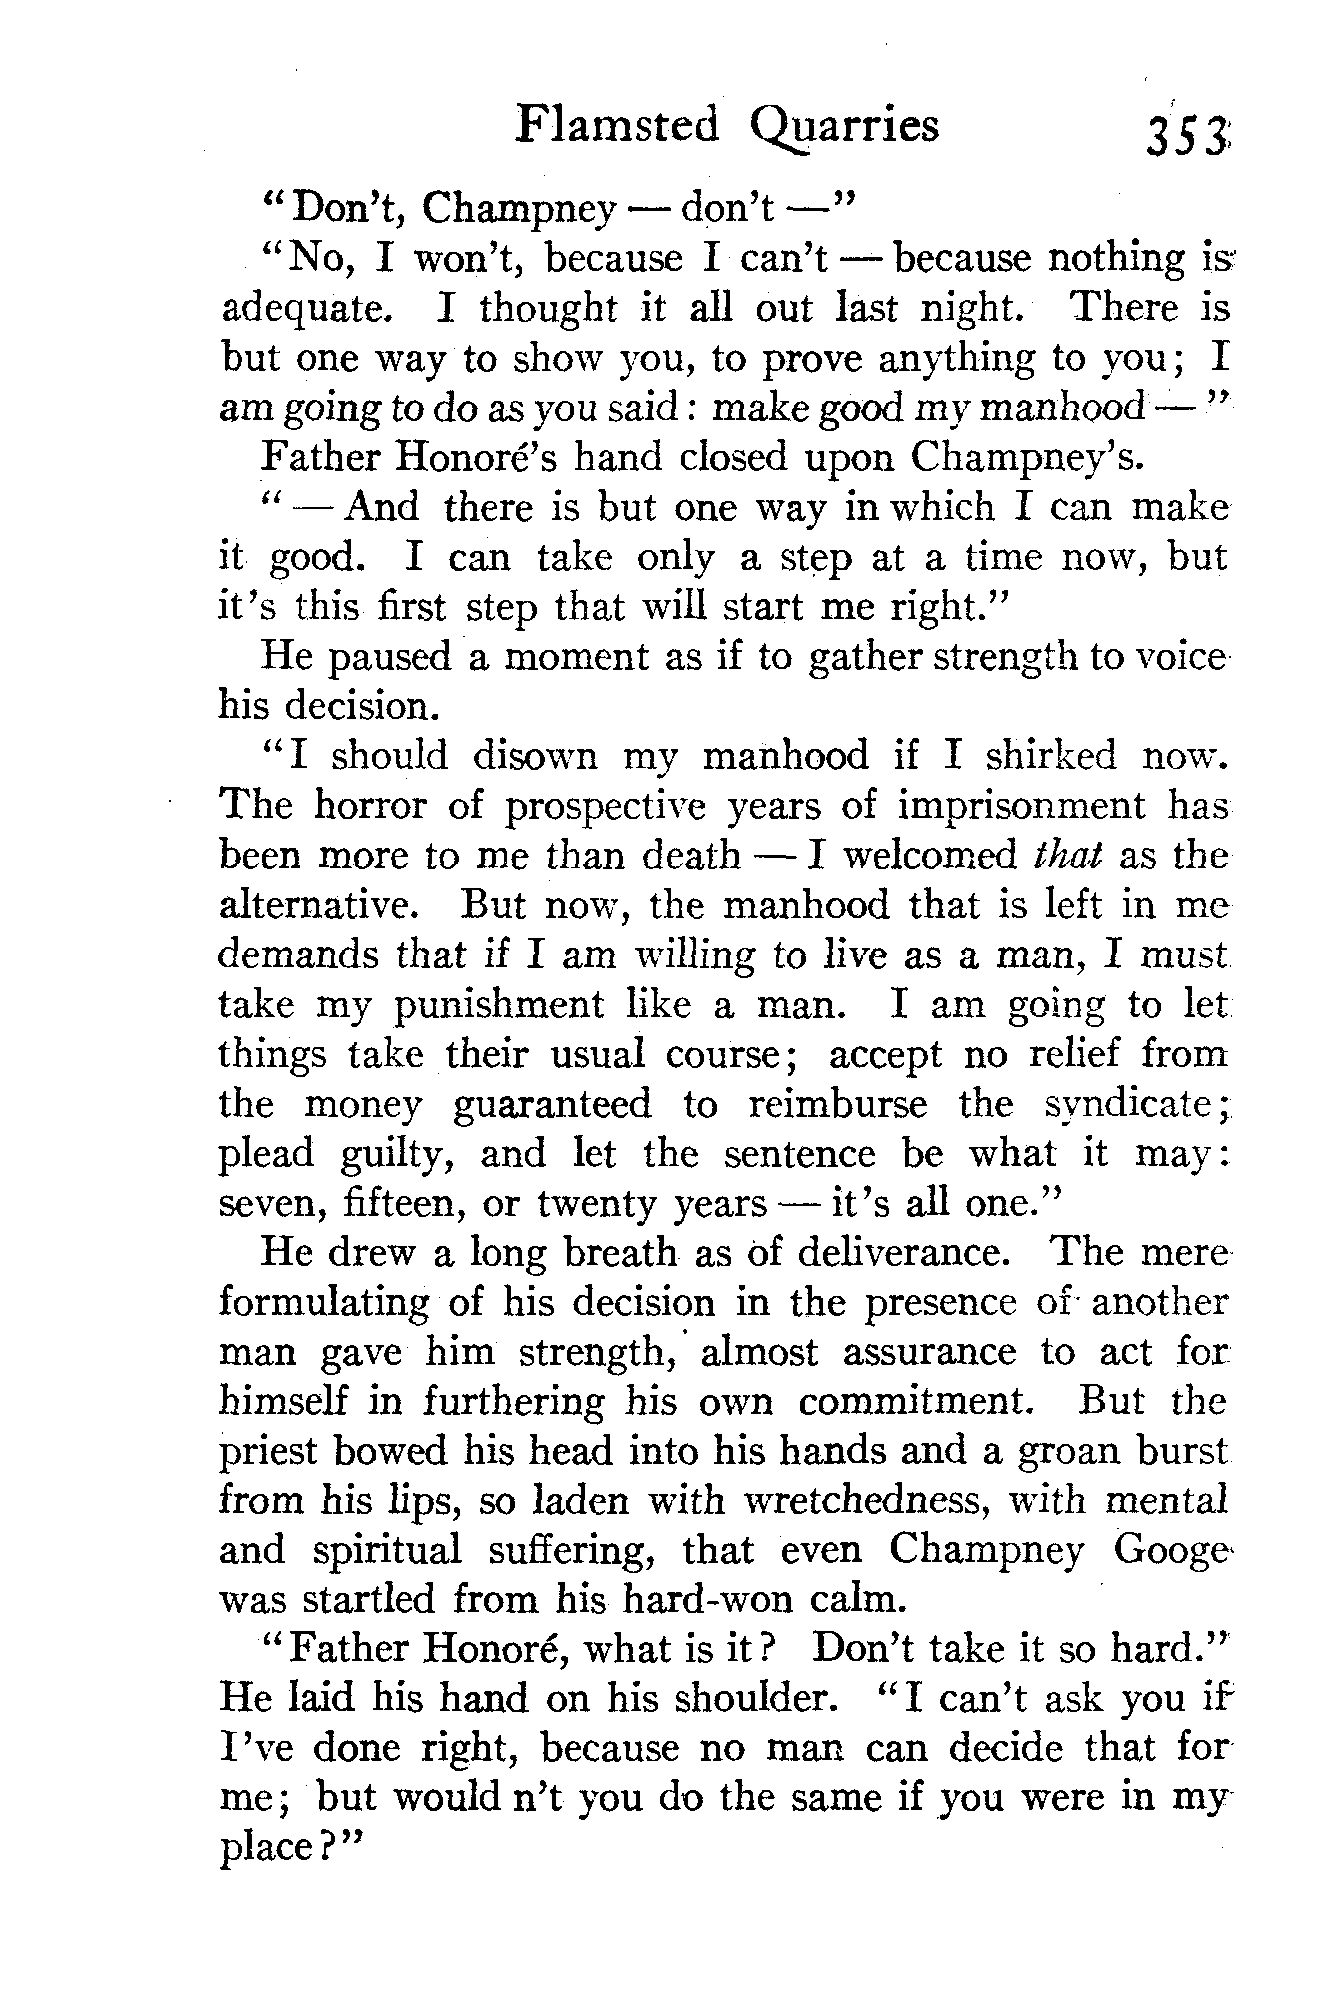 Flamsted Quarries 353
"Don't, Champney — don't —"
"No, I won't, because I can't — because nothing is
adequate. I thought it all out last night. There is
but one way to show you, to prove anything to you; I
am going to do as you said: make good my manhood — "
Father Honoré's hand closed upon Champney's.
" — And there is but one way in which I can make
it good. I can take only a step at a time now, but
it's this first step that will start me right."
He paused a moment as if to gather strength to voice
his decision.
"I should disown my manhood if I shirked now.
The horror of prospective years of imprisonment has
been more to me than death — I welcomed that as the
alternative. But now, the manhood that is left in me
demands that if I am willing to live as a man, I must
take my punishment like a man. I am going to let
things take their usual course; accept no relief from
the money guaranteed to reimburse the syndicate;
plead guilty, and let the sentence be what it may:
seven, fifteen, or twenty years — it's all one."
He drew a long breath as of deliverance. The mere
formulating of his decision in the presence of another
man gave him strength, almost assurance to act for
himself in furthering his own commitment. But the
priest bowed his head into his hands and a groan burst
from his lips, so laden with wretchedness, with mental
and spiritual suffering, that even Champney Googe
was startled from his hard-won calm.
"Father Honoré, what is it? Don't take it so hard."
He laid his hand on his shoulder. "I can't ask you if
I've done right, because no man can decide that for
me; but would n't you do the same if you were in my
place?"